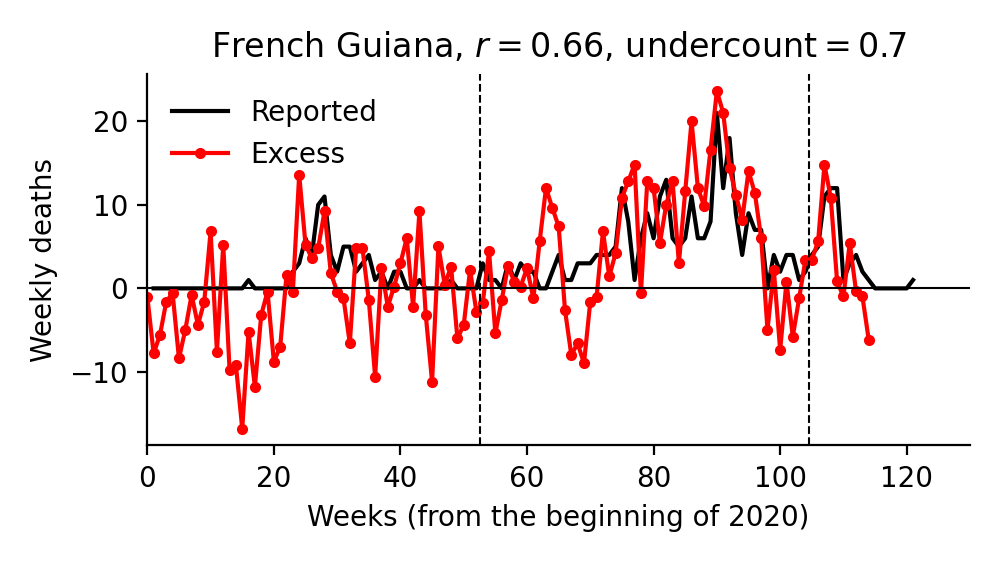 French Guiana, r = 0.66, undercount = 0.7
Reported
Excess
Weekly deaths
20
10
0
−10
0 20 40 60 80 100 120
Weeks (from the beginning of 2020)